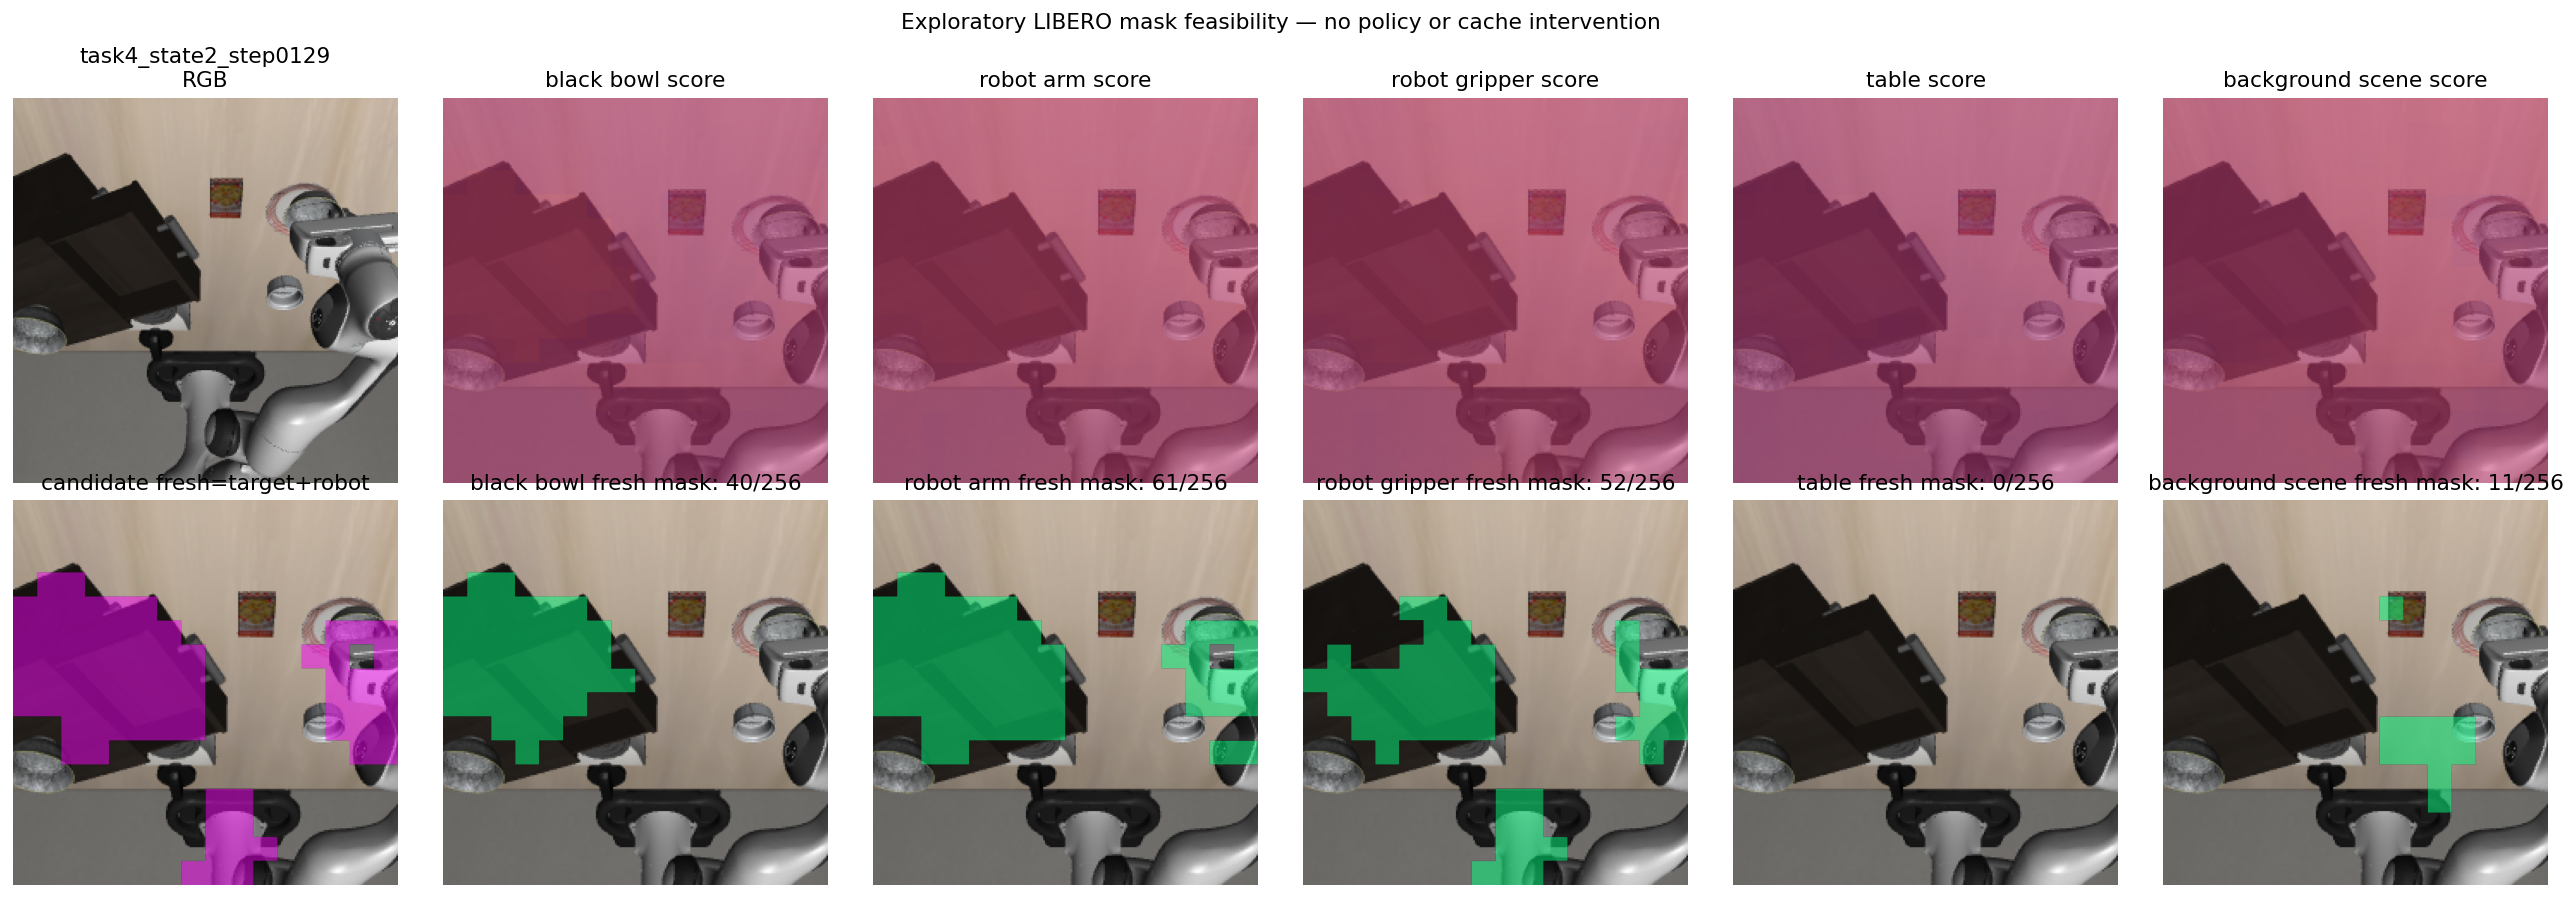 Exploratory LIBERO mask feasibility — no policy or cache intervention
task4_state2_step0129
RGB
black bowl score
robot arm score
robot gripper score
table score
background scene score
candidate fresh=target+robot
black bowl fresh mask: 40/256
robot arm fresh mask: 61/256
robot gripper fresh mask: 52/256
table fresh mask: 0/256
background scene fresh mask: 11/256